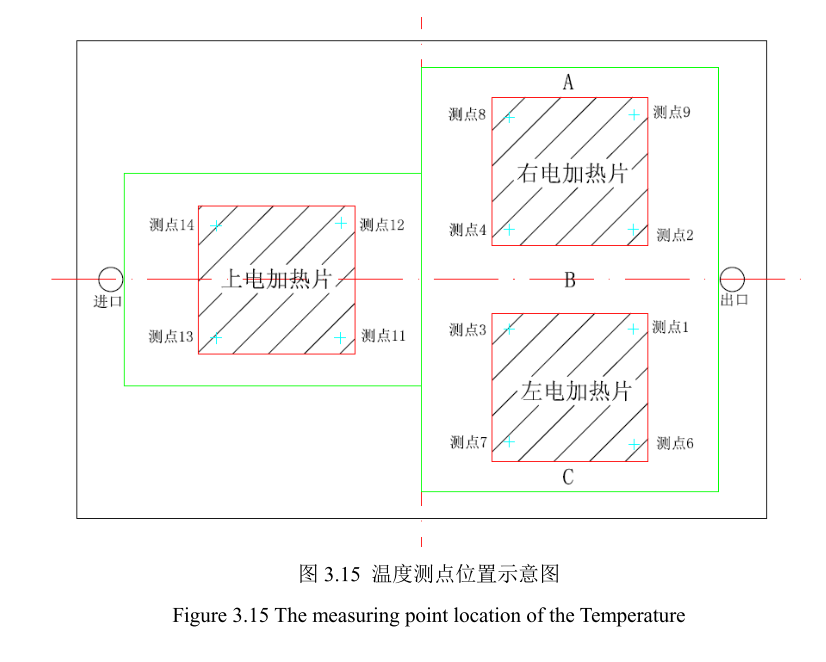 A
测点8
测点9
右电加热片
测点4
测点2
测点14
测点12
上电加热片
进口
测点13
测点11
B
出口
测点3
测点1
左电加热片
测点7
测点6
C
图 3.15 温度测点位置示意图
Figure 3.15 The measuring point location of the Temperature